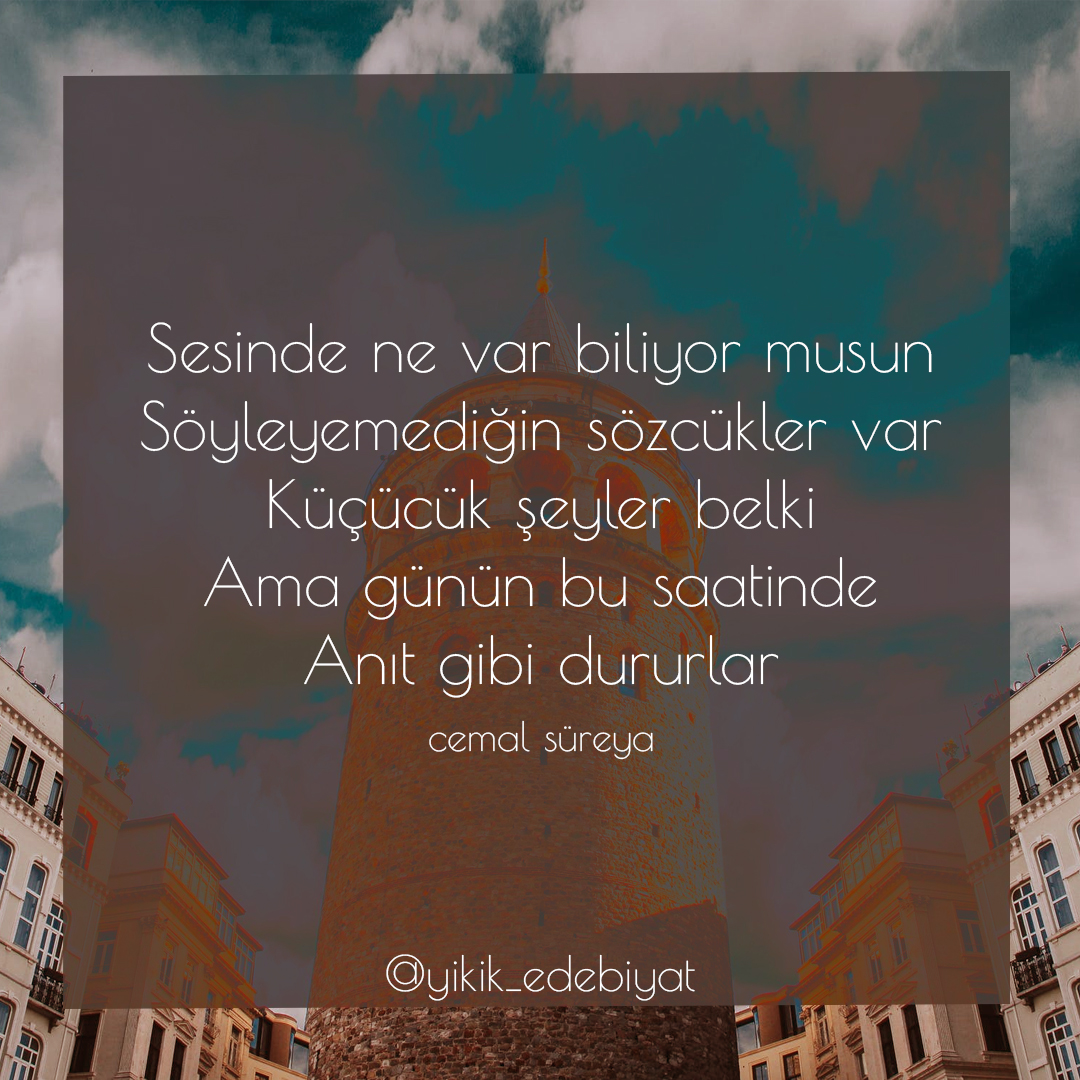 Sesinde ne var biliyor musun
Söyleyemediğin sözcükler var
Küçücük şeyler belki
Ama günün bu saatinde
Anıt gibi dururlar
cemal süreya
@yikik_edebiyat